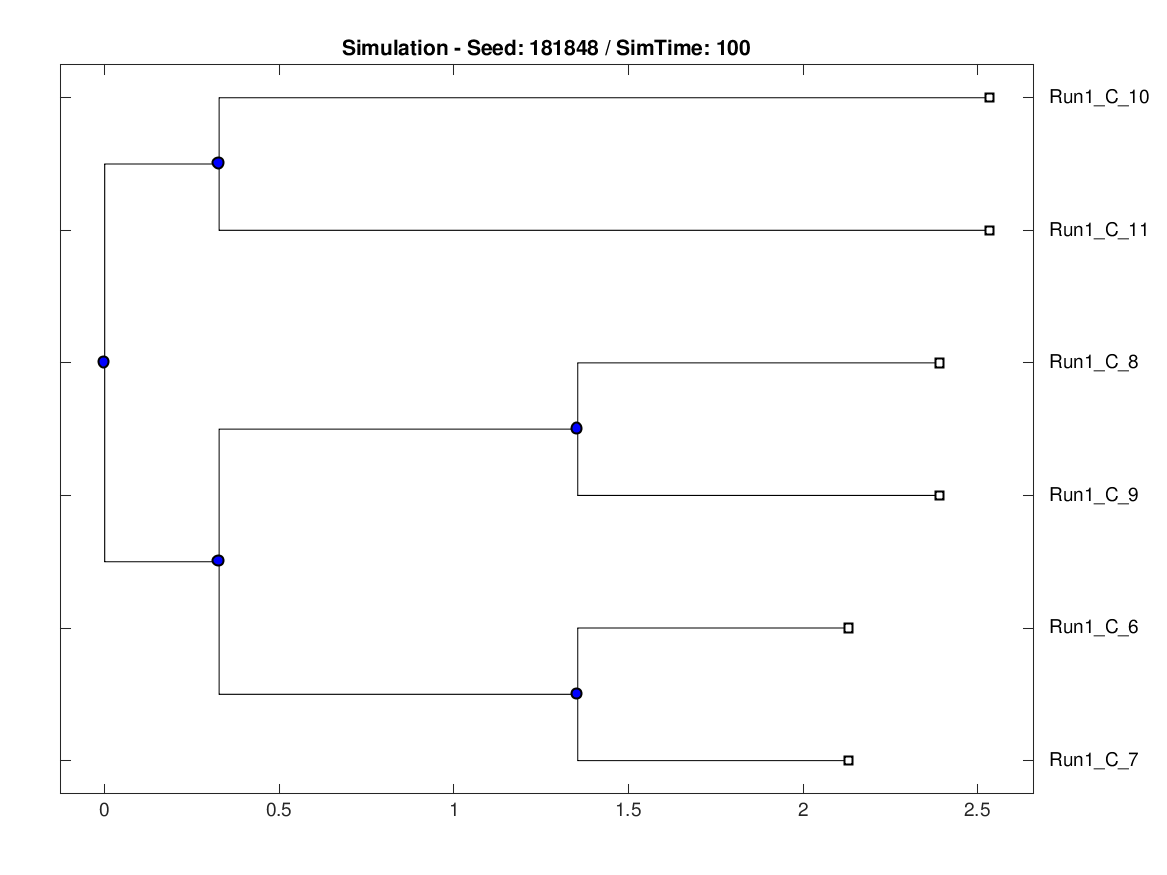 Simulation - Seed: 181848 / SimTime: 100
Run1_C_10
Run1_C_11
Run1_C_8
Run1_C_9
Run1_C_6
Run1_C_7
0 0.5 1 1.5 2 2.5